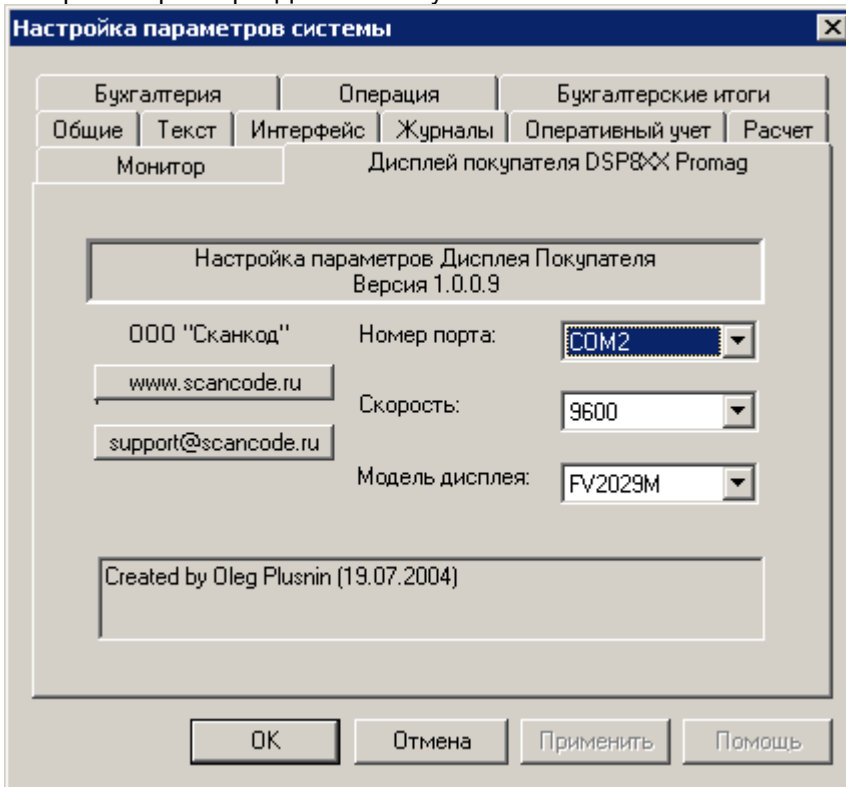 Настройка параметров системы
Бухгалтерия Операция Бухгалтерские итоги
Общие Текст Интерфейс Журналы Оперативный учет Расчет
Монитор Дисплей покупателя DSP8XX Promag
Настройка параметров Дисплея Покупателя
Версия 1.0.0.9
ООО "Сканкод" Номер порта: COM2
www.scancode.ru
Скорость: 9600
support@scancode.ru
Модель дисплея: FV2029M
Created by Oleg Plusnin (19.07.2004)
OK Отмена Применить Помощь